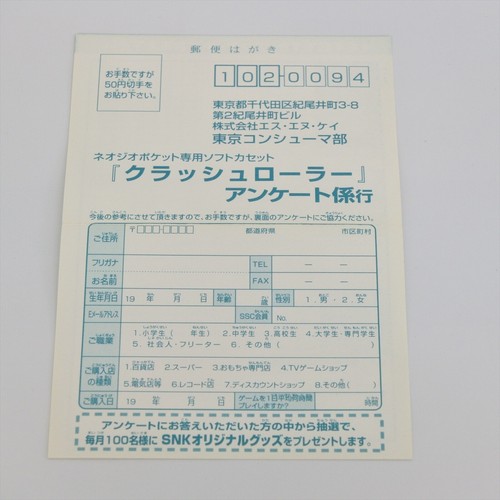 郵便はがき
お手数ですが
50円切手を
お貼り下さい。
102-0094
東京都千代田区紀尾井町3-8
第2紀尾井町ビル
株式会社エス・エヌ・ケイ
東京コンシューマ部
ネオジオポケット専用ソフトカセット
『クラッシュローラー』
アンケート係行
今後の参考にさせて頂きますので、お手数ですが、裏面のアンケートにご協力ください。
ご住所 〒□□□-□□□□ 都道府県 市区町村
フリガナ TEL — —
お名前 FAX — —
生年月日 19 年 月 日 年齢 歳 性別 1.男・2.女
Eメールアドレス SSC会員 No.
ご職業 1.小学生(年生) 2.中学生 3.高校生 4.大学生・専門学生
5.社会人・フリーター 6.その他( )
ご購入店の種類 1.百貨店 2.スーパー 3.おもちゃ専門店 4.TVゲームショップ
5.電気店等 6.レコード店 7.ディスカウントショップ 8.その他( )
ご購入日 19 年 月 日 ゲームを1日平均何時間プレイしますか? 時間
アンケートにお答えいただいた方の中から抽選で、
毎月100名様にSNKオリジナルグッズをプレゼントします。